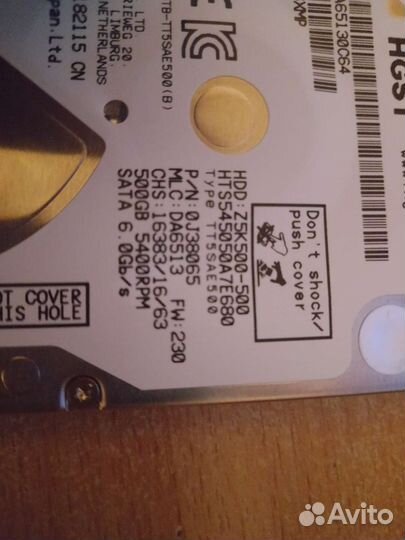 HGST
A65130C64
XMP
TB-TT5SAE500(B)
LTD
20.
LIMBURG.
NETHERLANDS
82115 CN
pan.Ltd.
Don't shock/
push cover
HDD:Z5K500-500
HTS545050A7E680
Type TT5SAE500
P/N:0J38065
MLC:DA6513 FW:230
CHS:16383/16/63
500GB 5400RPM
SATA 6.0Gb/s
OT COVER
HIS HOLE
Avito